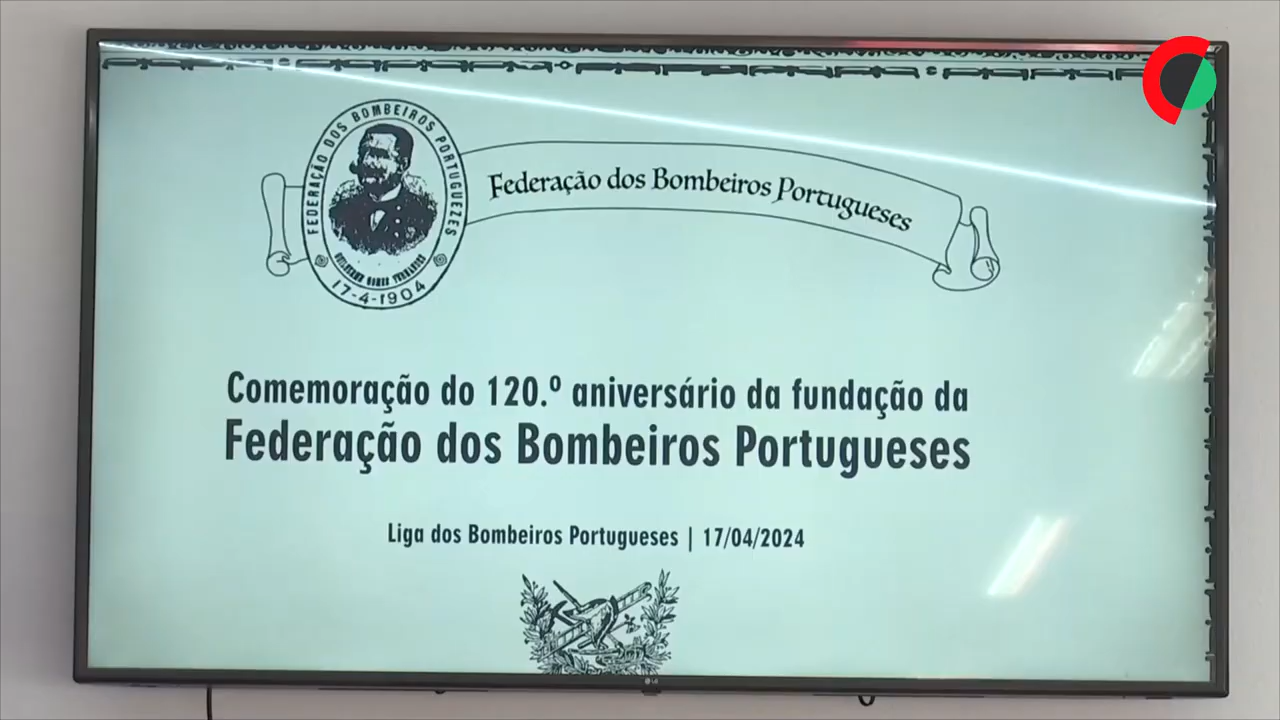 FEDERAÇÃO DOS BOMBEIROS PORTUGUEZES
Federação dos Bombeiros Portugueses
17-4-1904
Comemoração do 120.º aniversário da fundação da
Federação dos Bombeiros Portugueses
Liga dos Bombeiros Portugueses | 17/04/2024
LG